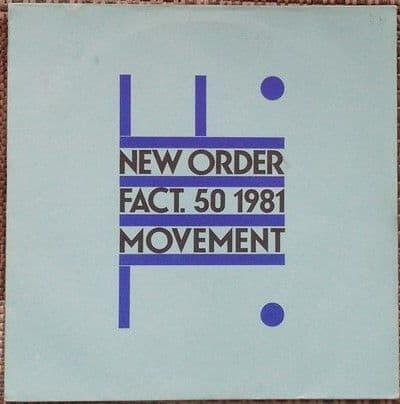 NEW ORDER
FACT. 50 1981
MOVEMENT